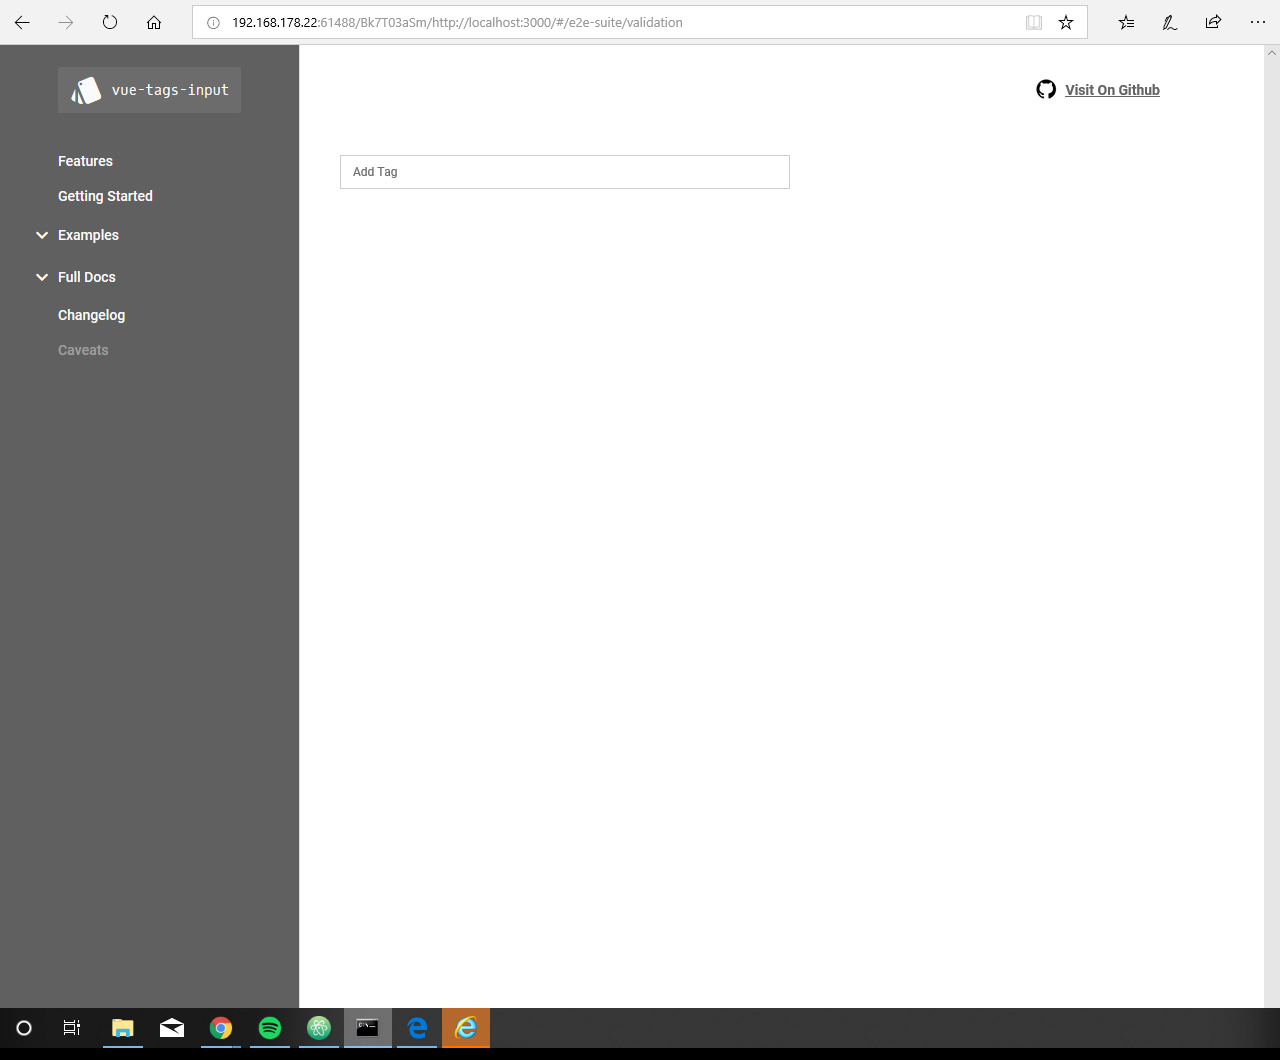 192.168.178.22:61488/Bk7T03aSm/http://localhost:3000/#/e2e-suite/validation
vue-tags-input
Visit On Github
Features
Add Tag
Getting Started
Examples
Full Docs
Changelog
Caveats